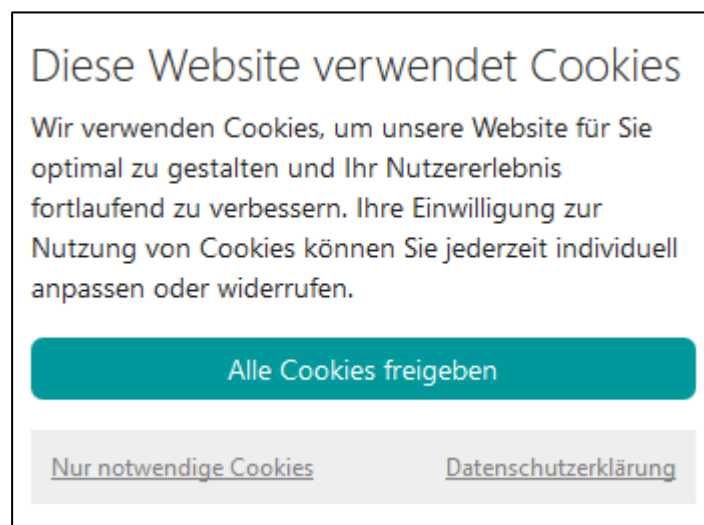 Diese Website verwendet Cookies
Wir verwenden Cookies, um unsere Website für Sie
optimal zu gestalten und Ihr Nutzererlebnis
fortlaufend zu verbessern. Ihre Einwilligung zur
Nutzung von Cookies können Sie jederzeit individuell
anpassen oder widerrufen.
Alle Cookies freigeben
Nur notwendige Cookies Datenschutzerklärung